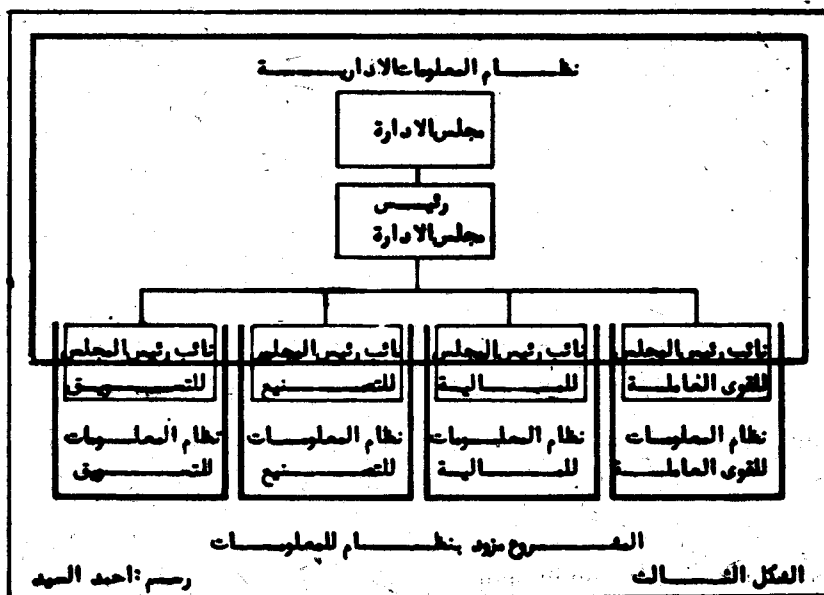 نظام المعلومات الادارية
مجلس الادارة
رئيس
مجلس الادارة
نائب رئيس المجلس
للقوى العاملة
نائب رئيس المجلس
للمالية
نائب رئيس المجلس
للتصنيع
نائب رئيس المجلس
للتسويق
نظام المعلومات
للقوى العاملة
نظام المعلومات
للمالية
نظام المعلومات
للتصنيع
نظام المعلومات
للتسويق
المشروع مزود بنظام للمعلومات
الشكل الثالث
رسم : احمد السيد